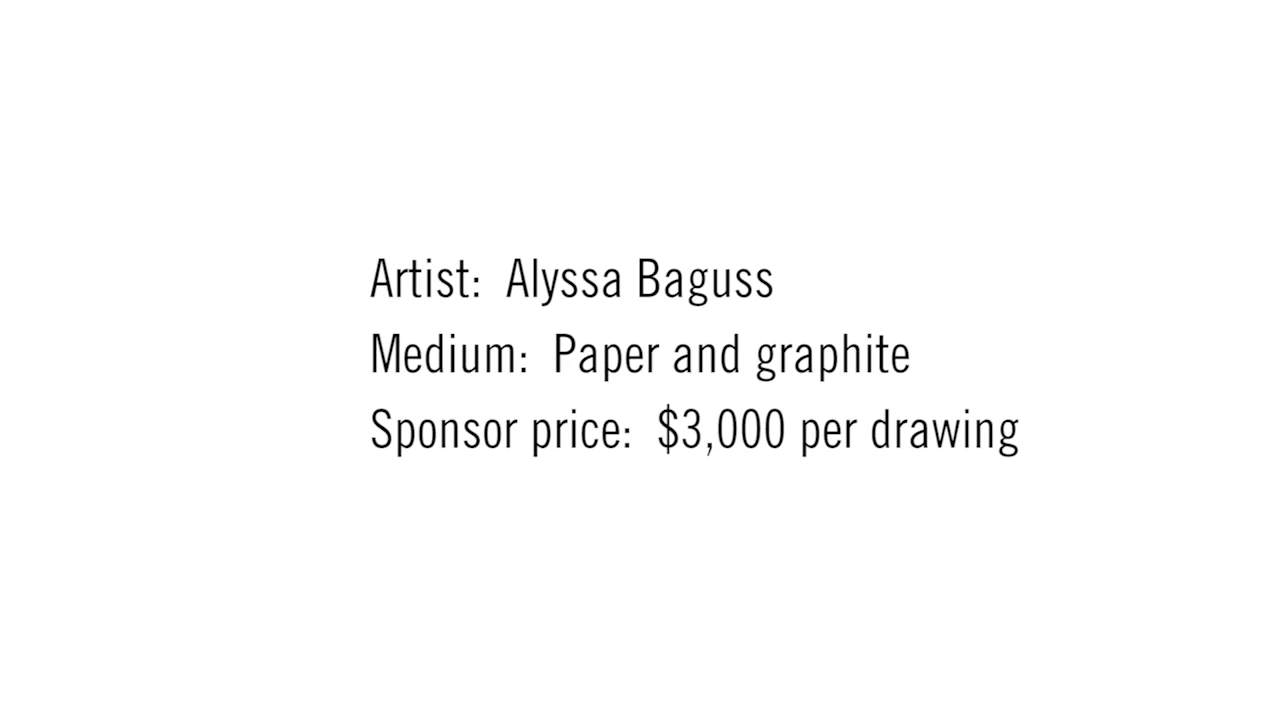 Artist: Alyssa Baguss
Medium: Paper and graphite
Sponsor price: $3,000 per drawing